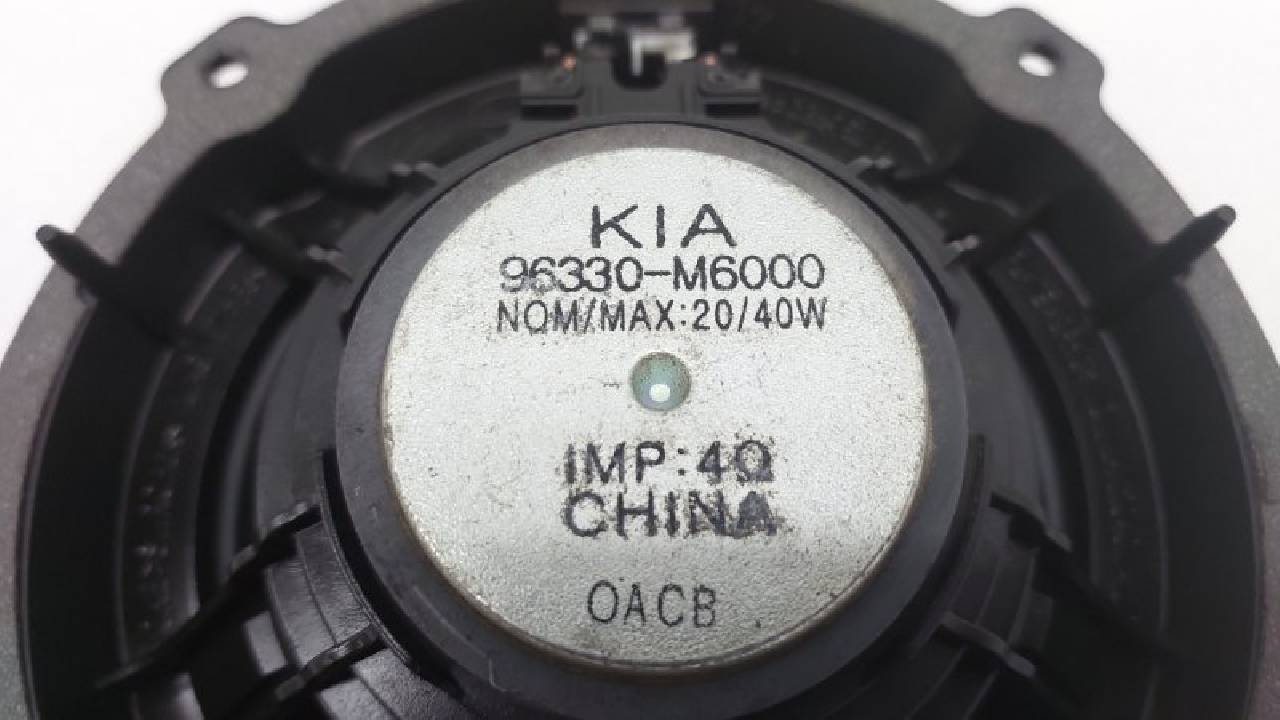 KIA
96330-M6000
NOM/MAX:20/40W
IMP:4Ω
CHINA
OACB